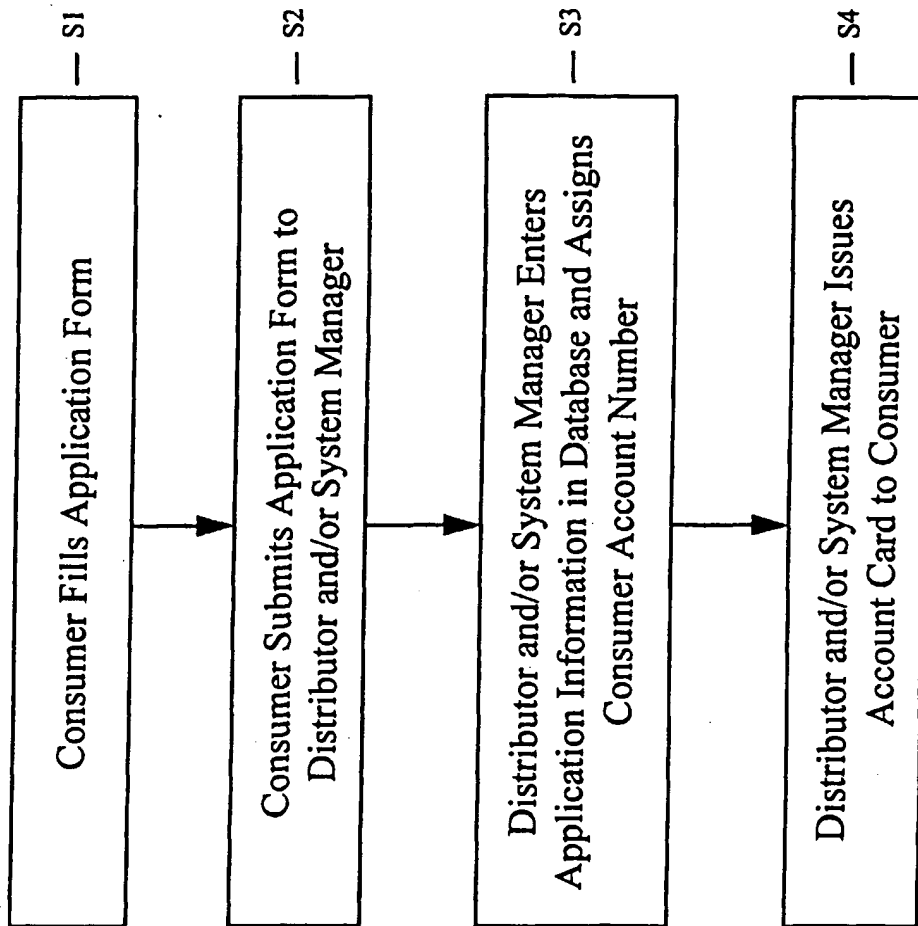 Consumer Fills Application Form
S1
Consumer Submits Application Form to
Distributor and/or System Manager
S2
Distributor and/or System Manager Enters
Application Information in Database and Assigns
Consumer Account Number
S3
Distributor and/or System Manager Issues
Account Card to Consumer
S4